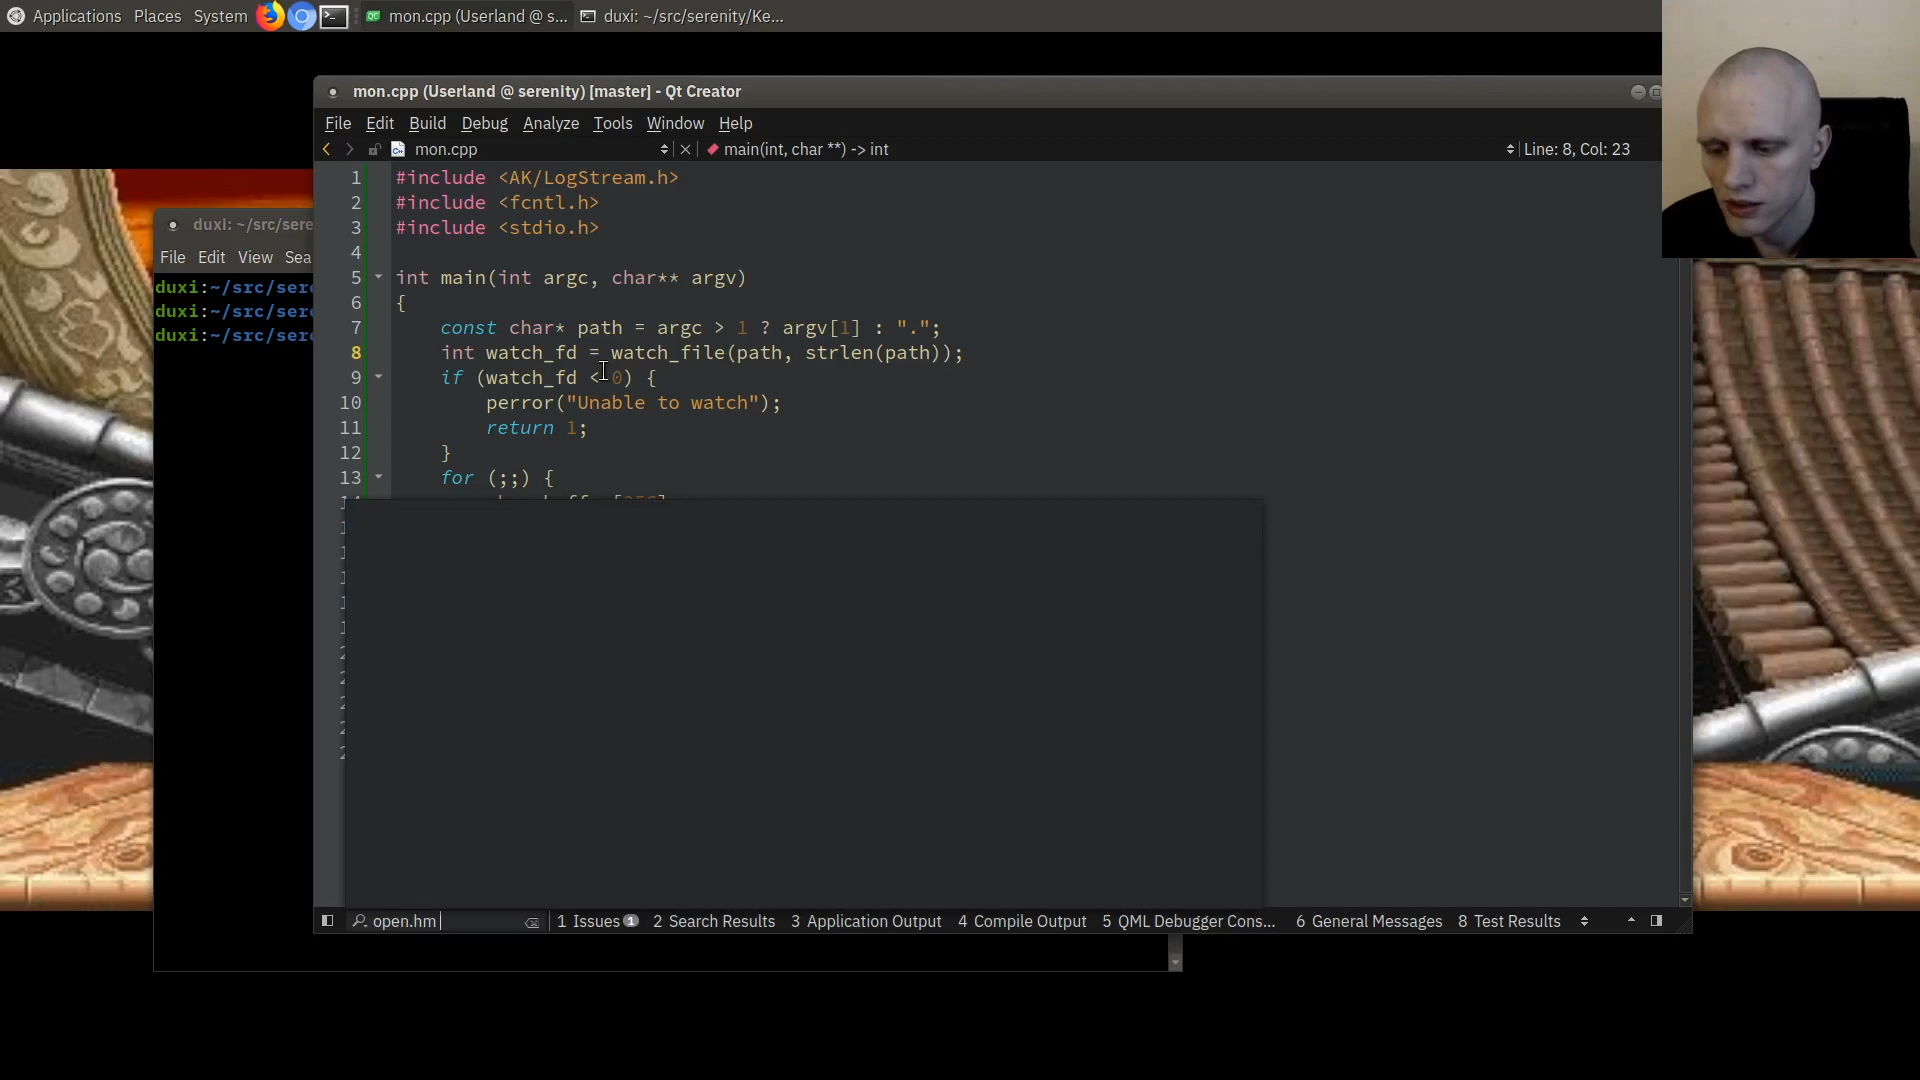 Applications Places System mon.cpp (Userland @ s... duxi: ~/src/serenity/Ke...
mon.cpp (Userland @ serenity) [master] - Qt Creator
File Edit Build Debug Analyze Tools Window Help
mon.cpp main(int, char **) -> int Line: 8, Col: 23
1 #include <AK/LogStream.h>
2 #include <fcntl.h>
3 #include <stdio.h>
4
5 int main(int argc, char** argv)
6 {
7 const char* path = argc > 1 ? argv[1] : ".";
8 int watch_fd = watch_file(path, strlen(path));
9 if (watch_fd < 0) {
10 perror("Unable to watch");
11 return 1;
12 }
13 for (;;) {
duxi: ~/src/sere
File Edit View Sea
duxi:~/src/sere
duxi:~/src/sere
duxi:~/src/sere
open.hm 1 Issues 1 2 Search Results 3 Application Output 4 Compile Output 5 QML Debugger Cons... 6 General Messages 8 Test Results